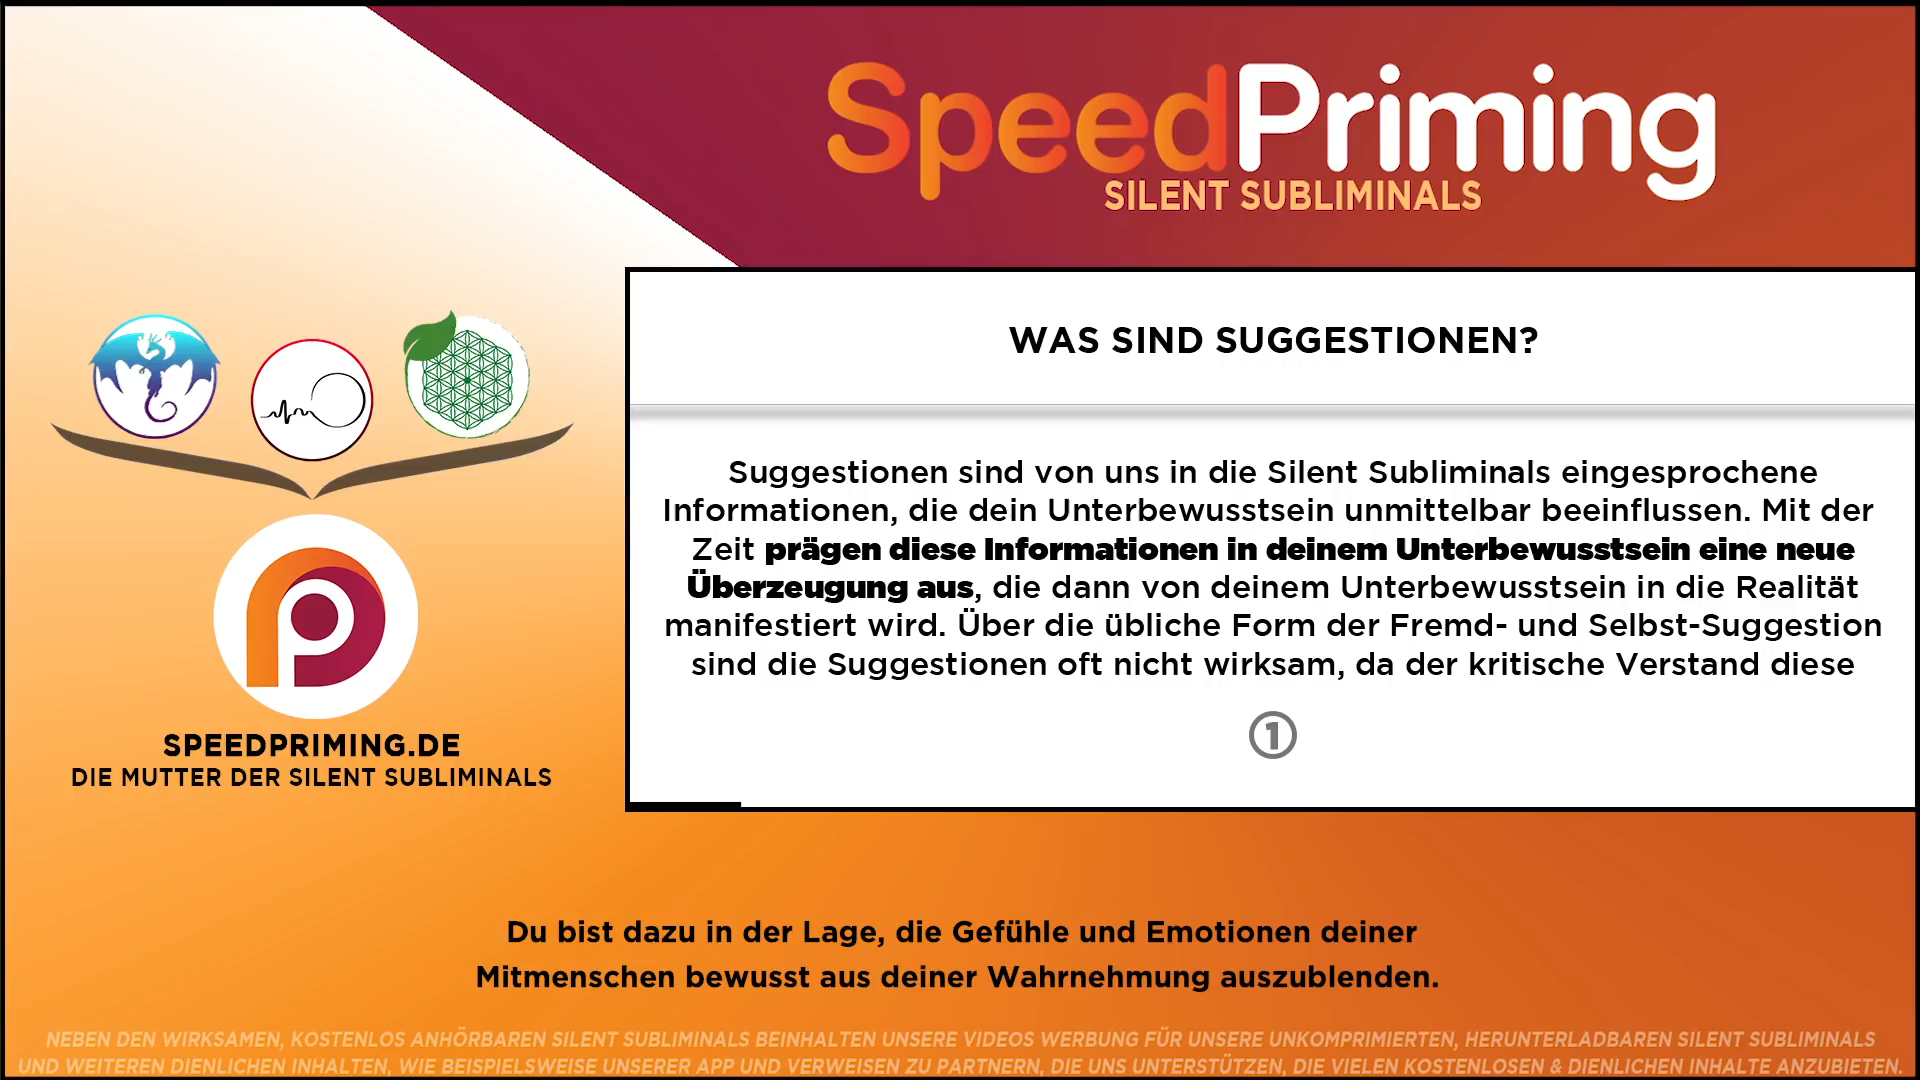 SpeedPriming
SILENT SUBLIMINALS
WAS SIND SUGGESTIONEN?
Suggestionen sind von uns in die Silent Subliminals eingesprochene
Informationen, die dein Unterbewusstsein unmittelbar beeinflussen. Mit der
Zeit prägen diese Informationen in deinem Unterbewusstsein eine neue
Überzeugung aus, die dann von deinem Unterbewusstsein in die Realität
manifestiert wird. Über die übliche Form der Fremd- und Selbst-Suggestion
sind die Suggestionen oft nicht wirksam, da der kritische Verstand diese
1
SPEEDPRIMING.DE
DIE MUTTER DER SILENT SUBLIMINALS
Du bist dazu in der Lage, die Gefühle und Emotionen deiner
Mitmenschen bewusst aus deiner Wahrnehmung auszublenden.
NEBEN DEN WIRKSAMEN, KOSTENLOS ANHÖRBAREN SILENT SUBLIMINALS BEINHALTEN UNSERE VIDEOS WERBUNG FÜR UNSERE UNKOMPRIMIERTEN, HERUNTERLADBAREN SILENT SUBLIMINALS
UND WEITEREN DIENLICHEN INHALTEN, WIE BEISPIELSWEISE UNSERER APP UND VERWEISEN ZU PARTNERN, DIE UNS UNTERSTÜTZEN, DIE VIELEN KOSTENLOSEN & DIENLICHEN INHALTE ANZUBIETEN.